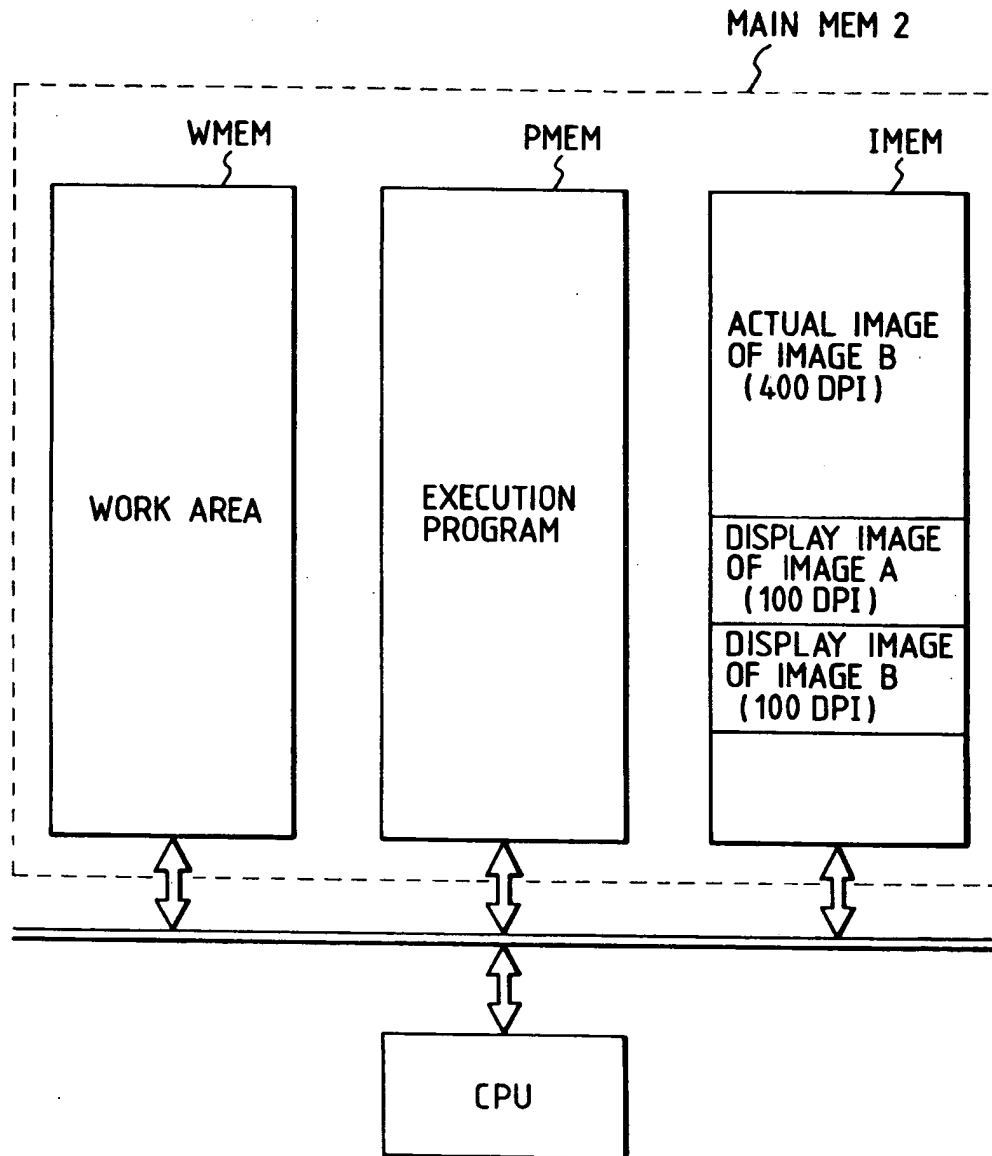 MAIN MEM 2
WMEM
PMEM
IMEM
WORK AREA
EXECUTION
PROGRAM
ACTUAL IMAGE
OF IMAGE B
(400 DPI)
DISPLAY IMAGE
OF IMAGE A
(100 DPI)
DISPLAY IMAGE
OF IMAGE B
(100 DPI)
CPU